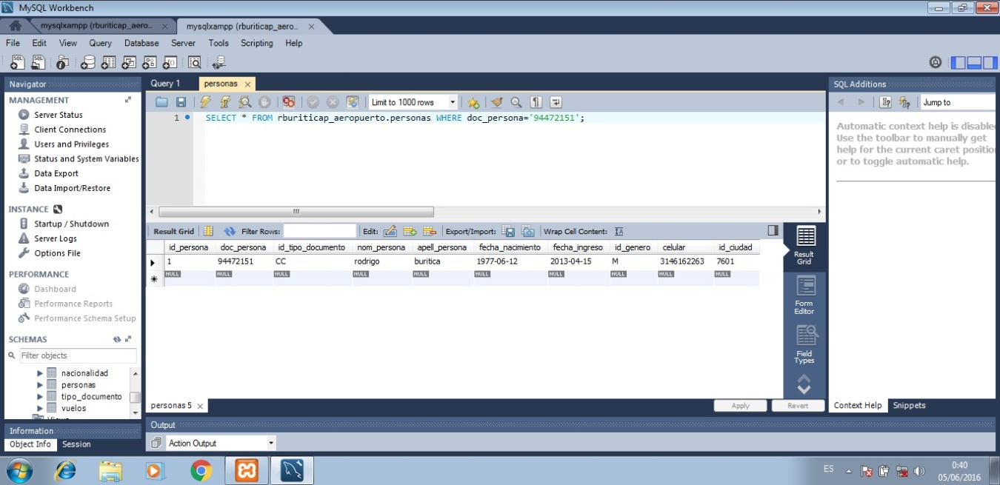 MySQL Workbench
mysqlxampp (rburiticap_aero...
mysqlxampp (rburiticap_aero...
File Edit View Query Database Server Tools Scripting Help
Navigator
MANAGEMENT
Server Status
Client Connections
Users and Privileges
Status and System Variables
Data Export
Data Import/Restore
INSTANCE
Startup / Shutdown
Server Logs
Options File
PERFORMANCE
Dashboard
Performance Reports
Performance Schema Setup
SCHEMAS
Filter objects
nacionalidad
personas
tipo_documento
vuelos
Views
Information
Object Info Session
Query 1 personas
Limit to 1000 rows
1 SELECT * FROM rburiticap_aeropuerto.personas WHERE doc_persona='94472151';
Result Grid Filter Rows: Edit: Export/Import: Wrap Cell Content:
id_persona doc_persona id_tipo_documento nom_persona apell_persona fecha_nacimiento fecha_ingreso id_genero celular id_ciudad
1 94472151 CC rodrigo buritica 1977-06-12 2013-04-15 M 3146162263 7601
NULL NULL NULL NULL NULL NULL NULL NULL NULL NULL
Result
Grid
Form
Editor
Field
Types
personas 5
Apply Revert
Output
Action Output
SQL Additions
Jump to
Automatic context help is disable
Use the toolbar to manually get
help for the current caret positio
or to toggle automatic help.
Context Help Snippets
ES
0:40
05/06/2016